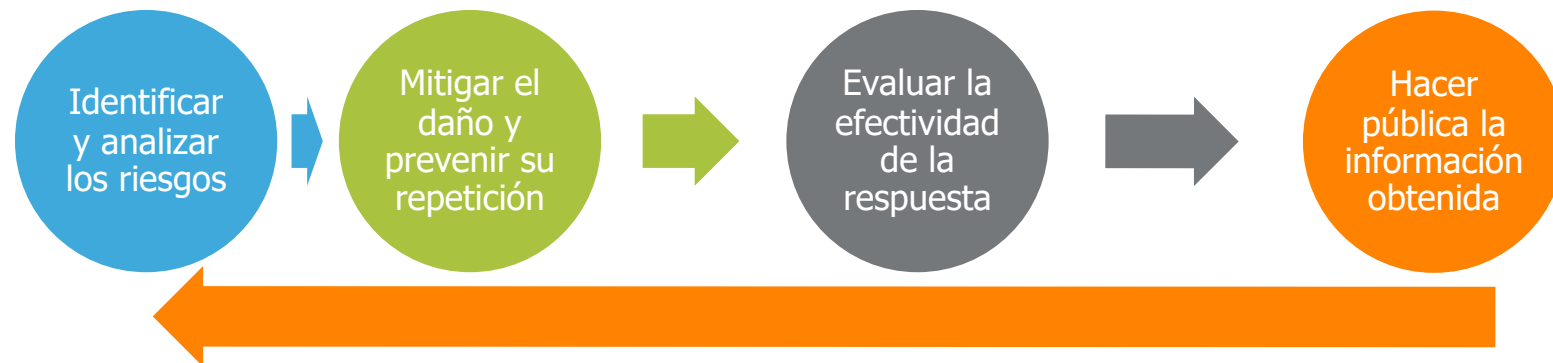 Identificar
y analizar
los riesgos
Mitigar el
daño y
prevenir su
repetición
Evaluar la
efectividad
de la
respuesta
Hacer
pública la
información
obtenida